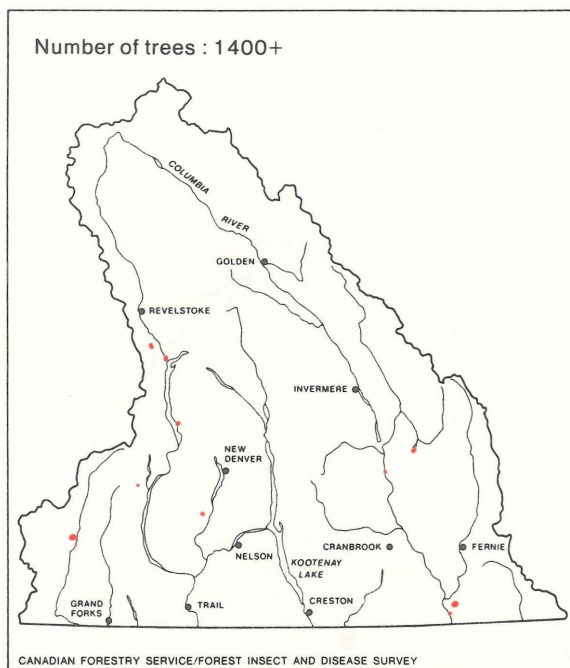 Number of trees : 1400+
COLUMBIA
RIVER
GOLDEN
REVELSTOKE
INVERMERE
NEW
DENVER
NELSON
KOOTENAY
LAKE
CRANBROOK
FERNIE
GRAND
FORKS
TRAIL
CRESTON
CANADIAN FORESTRY SERVICE/FOREST INSECT AND DISEASE SURVEY